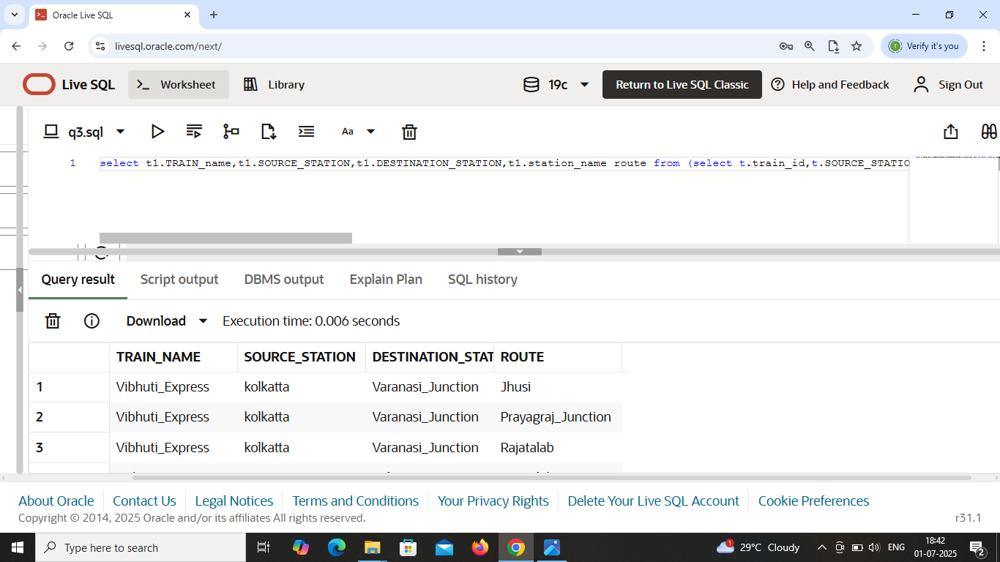 Oracle Live SQL
livesql.oracle.com/next/
Verify it's you
Live SQL
Worksheet
Library
19c
Return to Live SQL Classic
Help and Feedback
Sign Out
q3.sql
Aa
1 select t1.TRAIN_name,t1.SOURCE_STATION,t1.DESTINATION_STATION,t1.station_name route from (select t.train_id,t.SOURCE_STATIO
Query result Script output DBMS output Explain Plan SQL history
Download Execution time: 0.006 seconds
TRAIN_NAME SOURCE_STATION DESTINATION_STAT ROUTE
1 Vibhuti_Express kolkatta Varanasi_Junction Jhusi
2 Vibhuti_Express kolkatta Varanasi_Junction Prayagraj_Junction
3 Vibhuti_Express kolkatta Varanasi_Junction Rajatalab
About Oracle Contact Us Legal Notices Terms and Conditions Your Privacy Rights Delete Your Live SQL Account Cookie Preferences
Copyright © 2014, 2025 Oracle and/or its affiliates All rights reserved.
r31.1
Type here to search
1
29°C Cloudy
ENG
18:42
01-07-2025
2